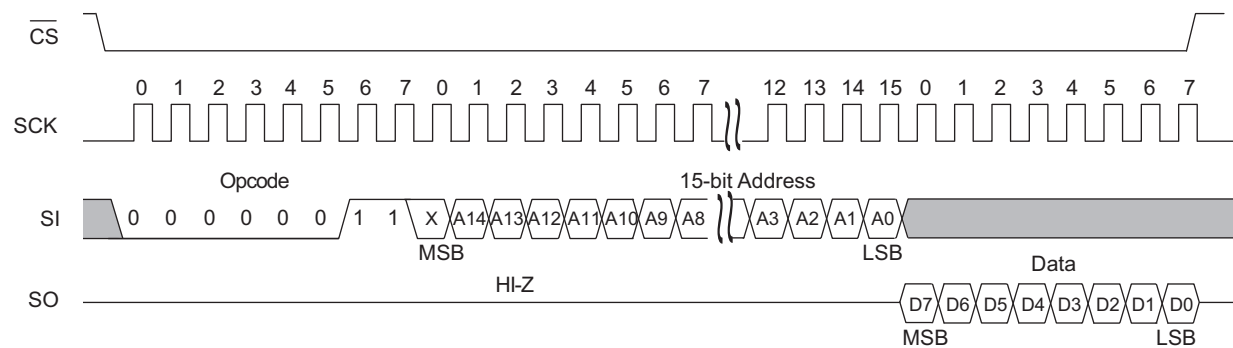 CS
0 1 2 3 4 5 6 7 0 1 2 3 4 5 6 7 12 13 14 15 0 1 2 3 4 5 6 7
SCK
Opcode 15-bit Address
SI 0 0 0 0 0 0 1 1 X A14 A13 A12 A11 A10 A9 A8 A3 A2 A1 A0
MSB LSB
HI-Z Data
SO D7 D6 D5 D4 D3 D2 D1 D0
MSB LSB